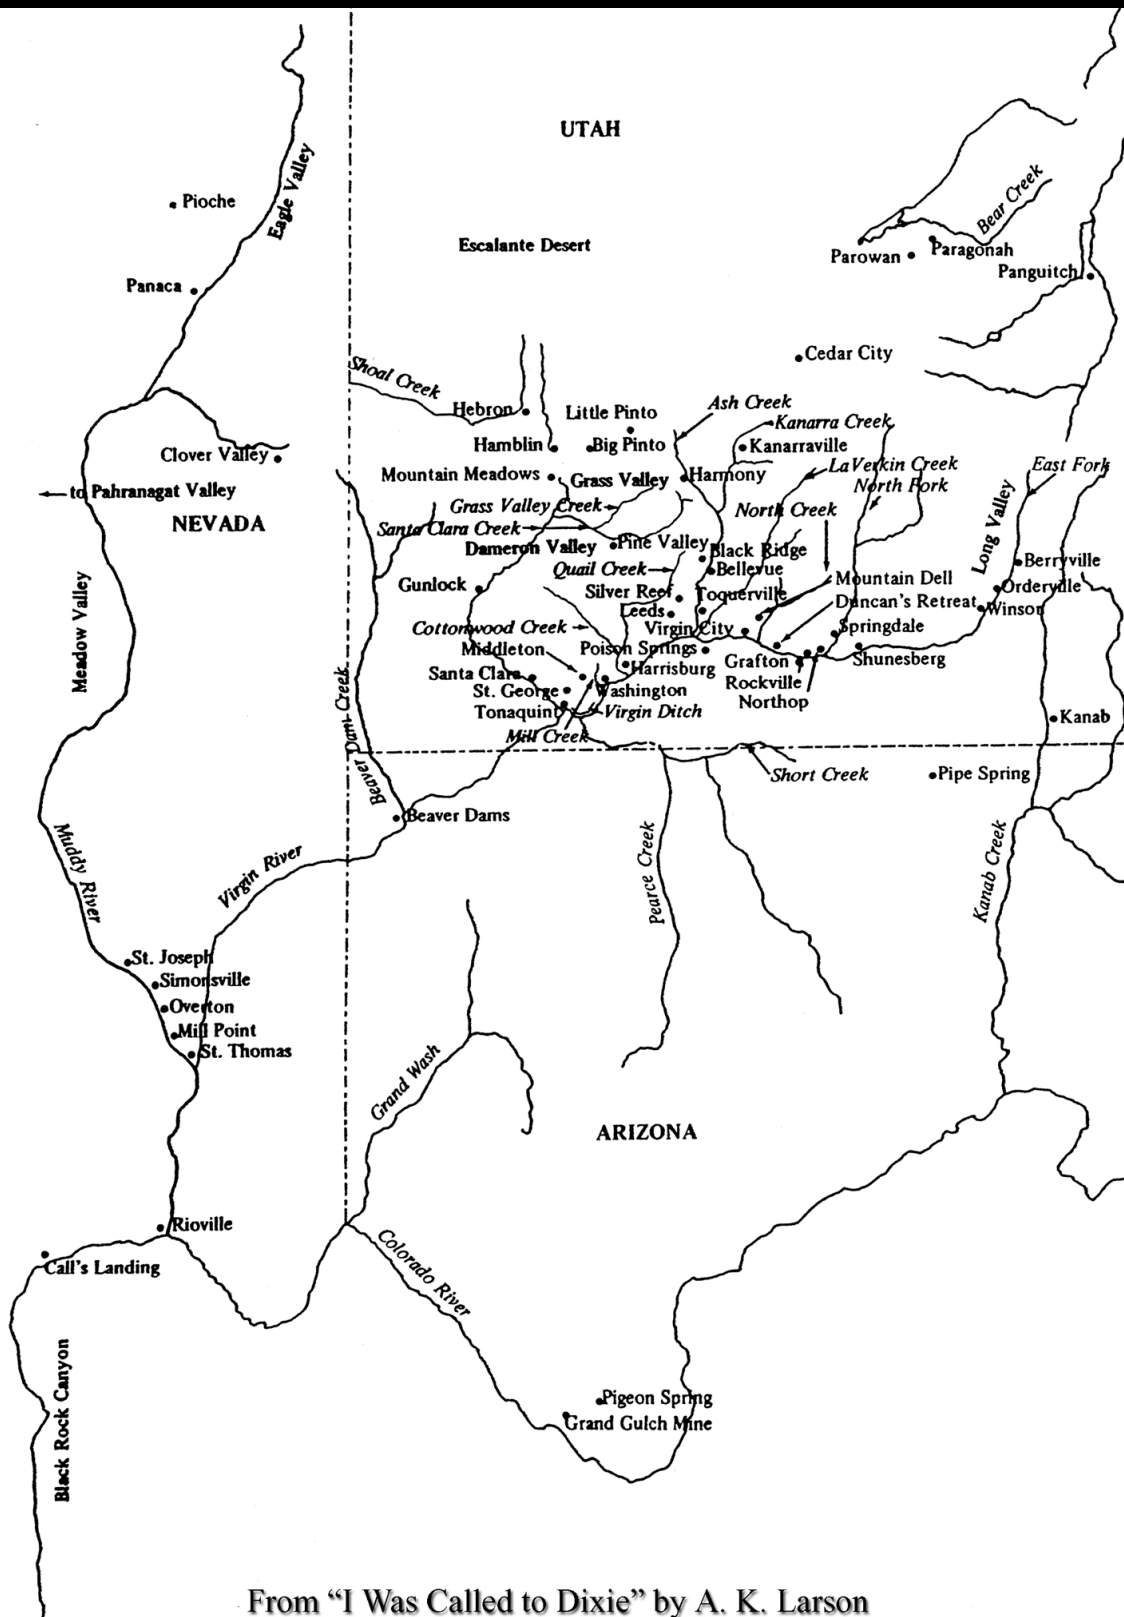 UTAH
Eagle Valley
Pioche
Bear Creek
Escalante Desert
Parowan
Paragonah
Panguitch
Panaca
Cedar City
Shoal Creek
Hebron
Little Pinto
Ash Creek
Kanarra Creek
Hamblin
Big Pinto
Kanarraville
Clover Valley
Mountain Meadows
Grass Valley
Harmony
LaVerkin Creek
East Fork
to Pahranagat Valley
North Fork
Grass Valley Creek
North Creek
NEVADA
Santa Clara Creek
Long Valley
Dameron Valley
Pine Valley
Black Ridge
Berryville
Quail Creek
Bellevue
Gunlock
Mountain Dell
Orderville
Silver Reef
Toquerville
Duncan's Retreat
Winsor
Leeds
Meadow Valley
Cottonwood Creek
Virgin City
Springdale
Middleton
Poison Springs
Grafton
Shunesberg
Santa Clara
Harrisburg
Rockville
St. George
Washington
Northop
Tonaquint
Virgin Ditch
Kanab
Mill Creek
Beaver Dam Creek
Short Creek
Pipe Spring
Beaver Dams
Muddy River
Virgin River
Pearce Creek
Kanab Creek
St. Joseph
Simonsville
Overton
Mill Point
St. Thomas
Grand Wash
ARIZONA
Rioville
Call's Landing
Colorado River
Black Rock Canyon
Pigeon Spring
Grand Gulch Mine
From “I Was Called to Dixie” by A. K. Larson